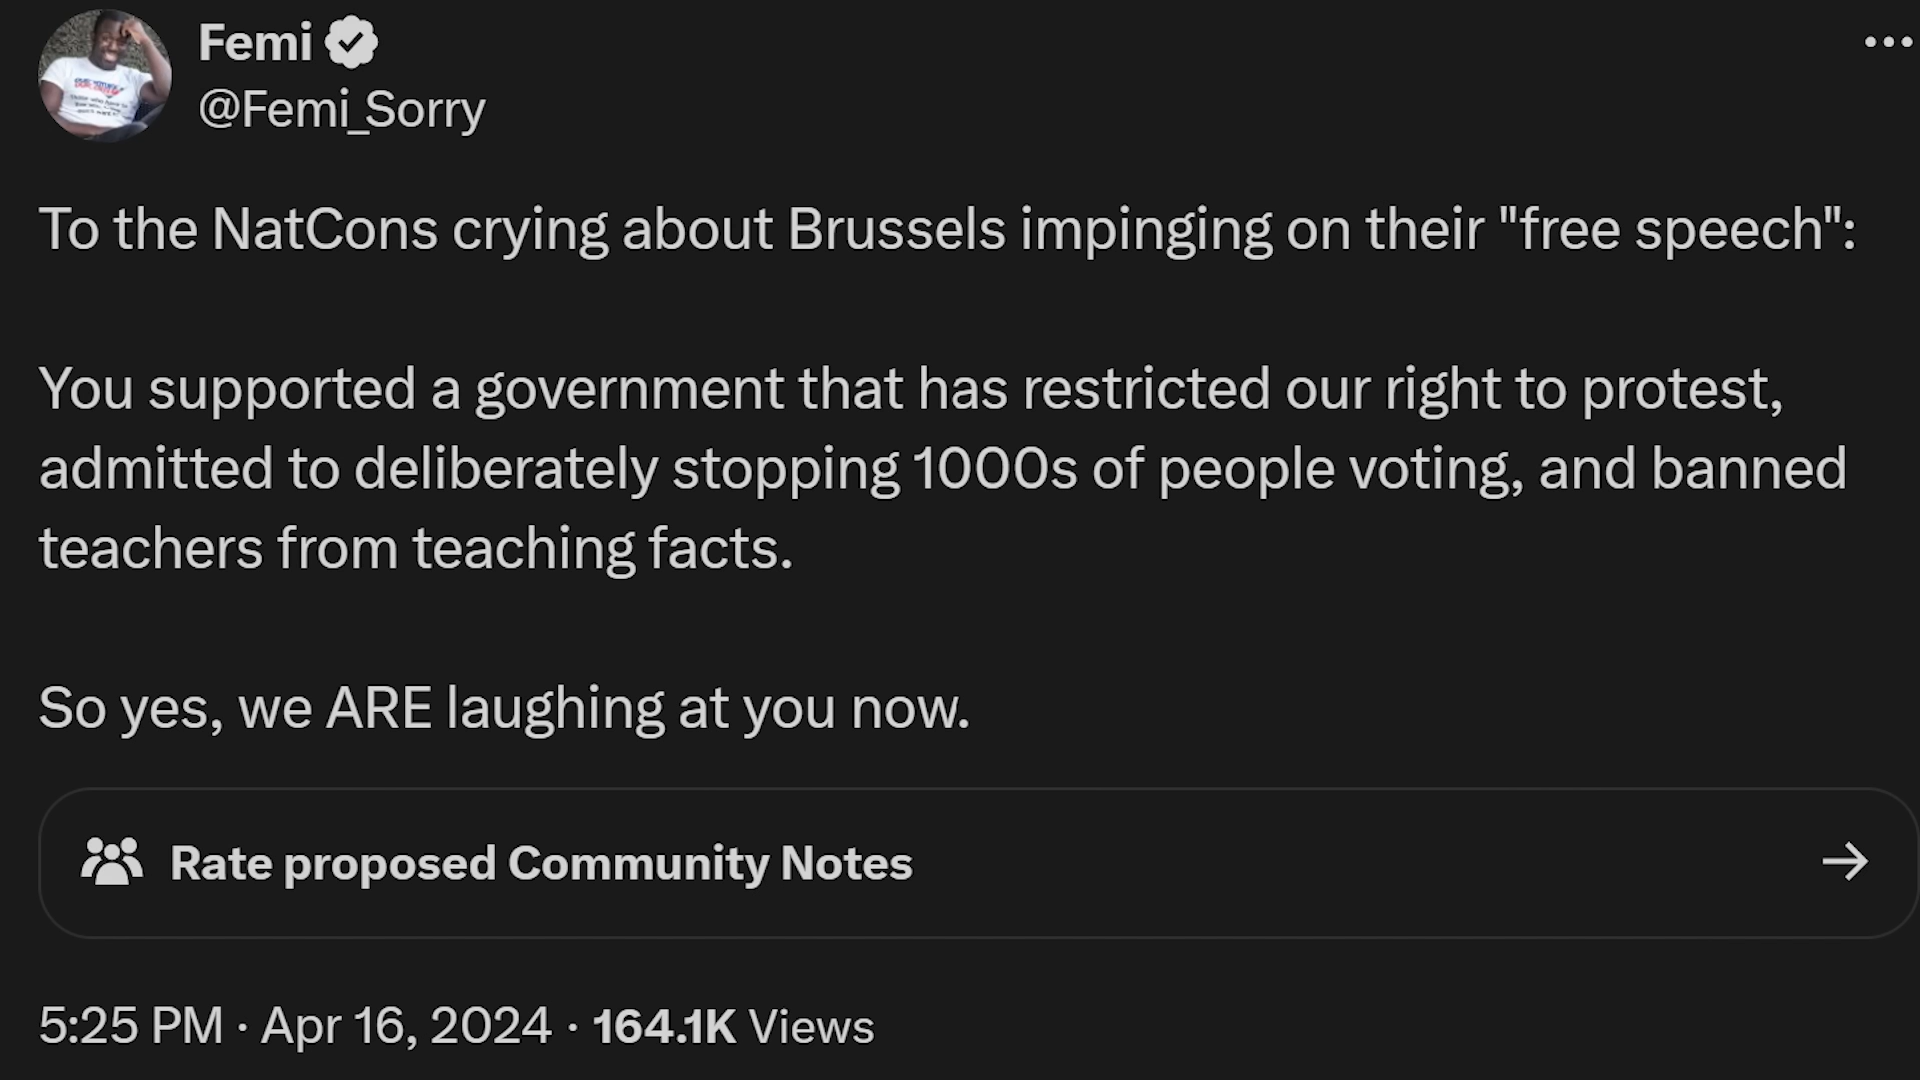 Femi
@Femi_Sorry
To the NatCons crying about Brussels impinging on their "free speech":
You supported a government that has restricted our right to protest,
admitted to deliberately stopping 1000s of people voting, and banned
teachers from teaching facts.
So yes, we ARE laughing at you now.
Rate proposed Community Notes
5:25 PM · Apr 16, 2024 · 164.1K Views